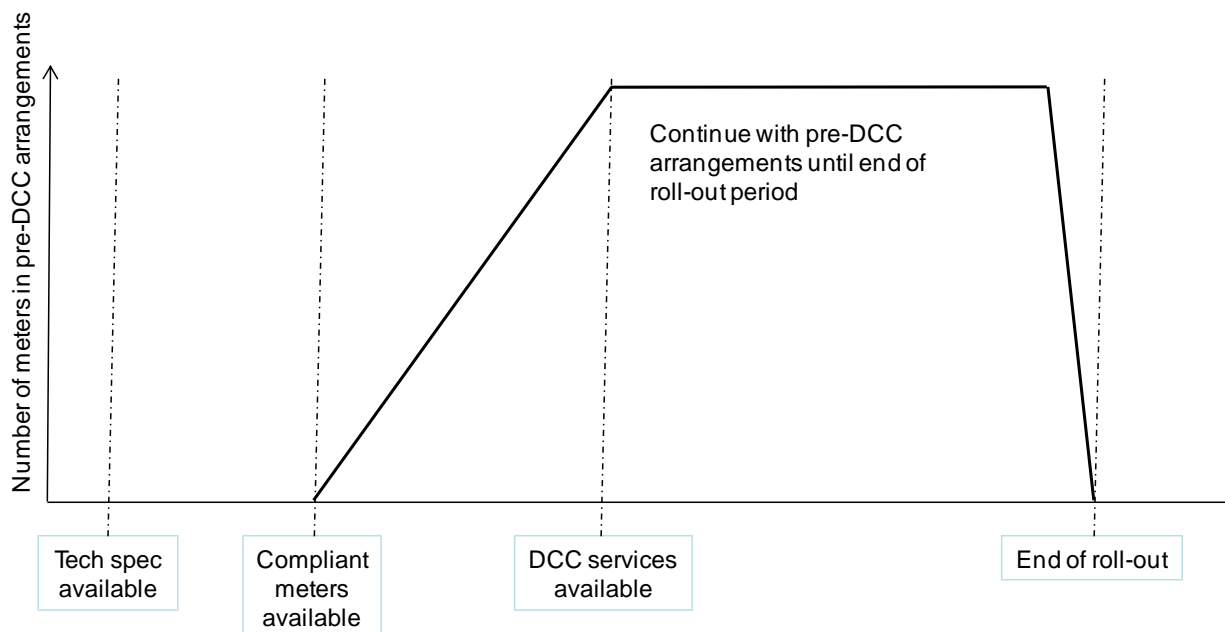 Number of meters in pre-DCC arrangements
Continue with pre-DCC
arrangements until end of
roll-out period
Tech spec
available
Compliant
meters
available
DCC services
available
End of roll-out